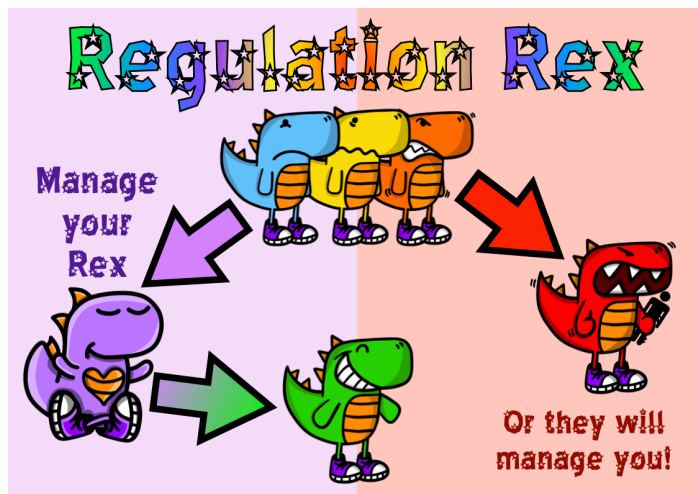 Regulation Rex
Manage
your
Rex
Or they will
manage you!